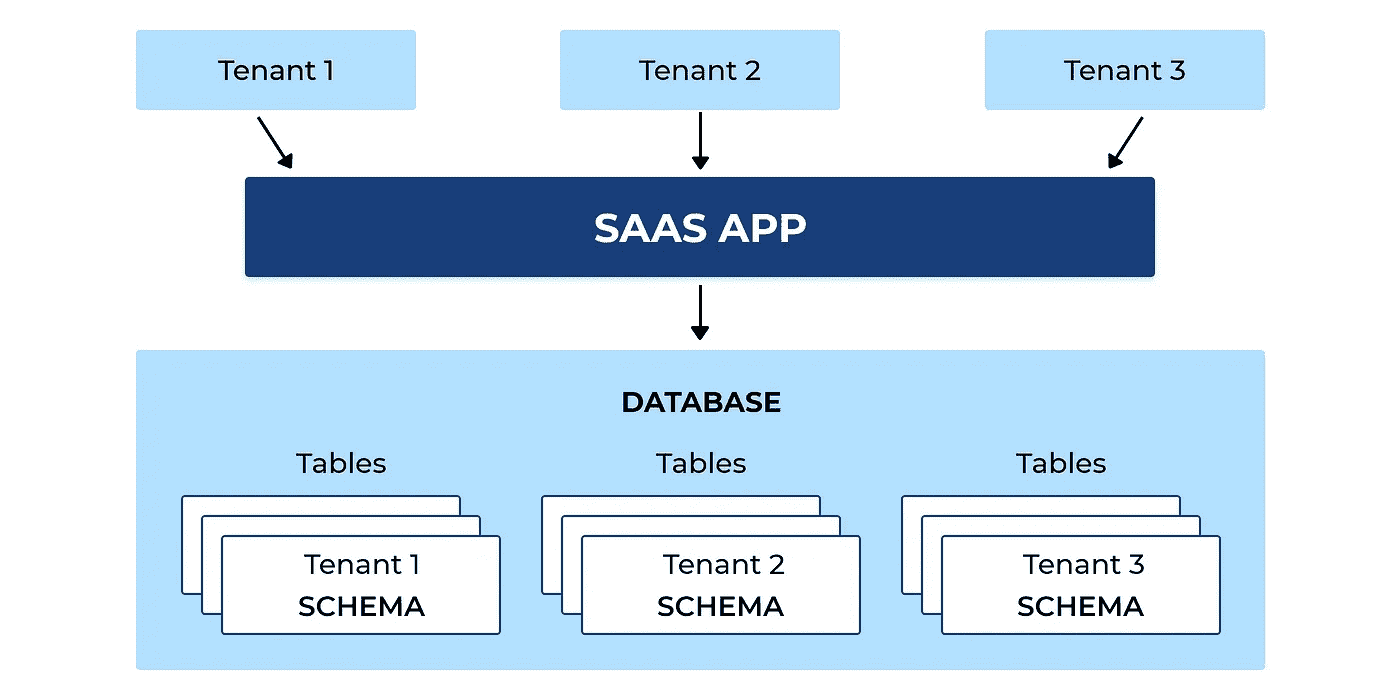 Tenant 1
Tenant 2
Tenant 3
SAAS APP
DATABASE
Tables
Tables
Tables
Tenant 1
SCHEMA
Tenant 2
SCHEMA
Tenant 3
SCHEMA